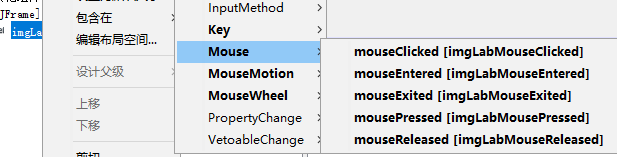 JFrame]
imgLa
包含在
编辑布局空间...
设计父级
上移
下移
InputMethod
Key
Mouse
MouseMotion
MouseWheel
PropertyChange
VetoableChange
mouseClicked [imgLabMouseClicked]
mouseEntered [imgLabMouseEntered]
mouseExited [imgLabMouseExited]
mousePressed [imgLabMousePressed]
mouseReleased [imgLabMouseReleased]